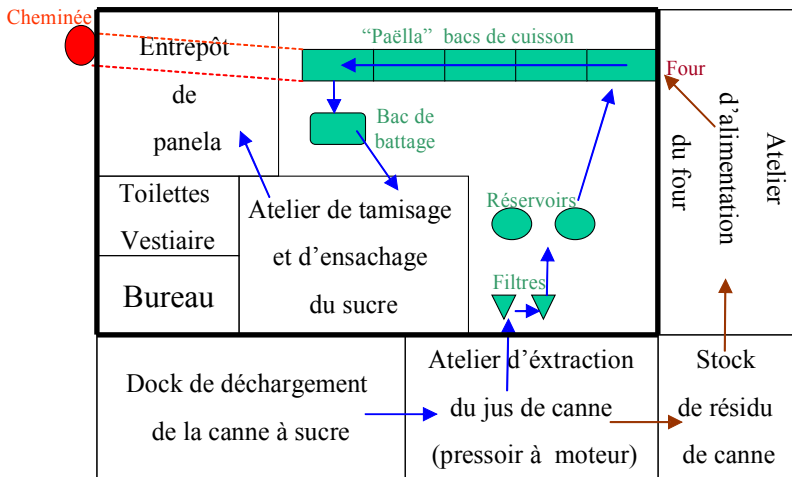 Cheminée
Entrepôt
de
panela
“Paëlla” bacs de cuisson
Four
Bac de
battage
Atelier
d’alimentation
du four
Toilettes
Vestiaire
Bureau
Atelier de tamisage
et d’ensachage
du sucre
Réservoirs
Filtres
Dock de déchargement
de la canne à sucre
Atelier d’éxtraction
du jus de canne
(pressoir à moteur)
Stock
de résidu
de canne